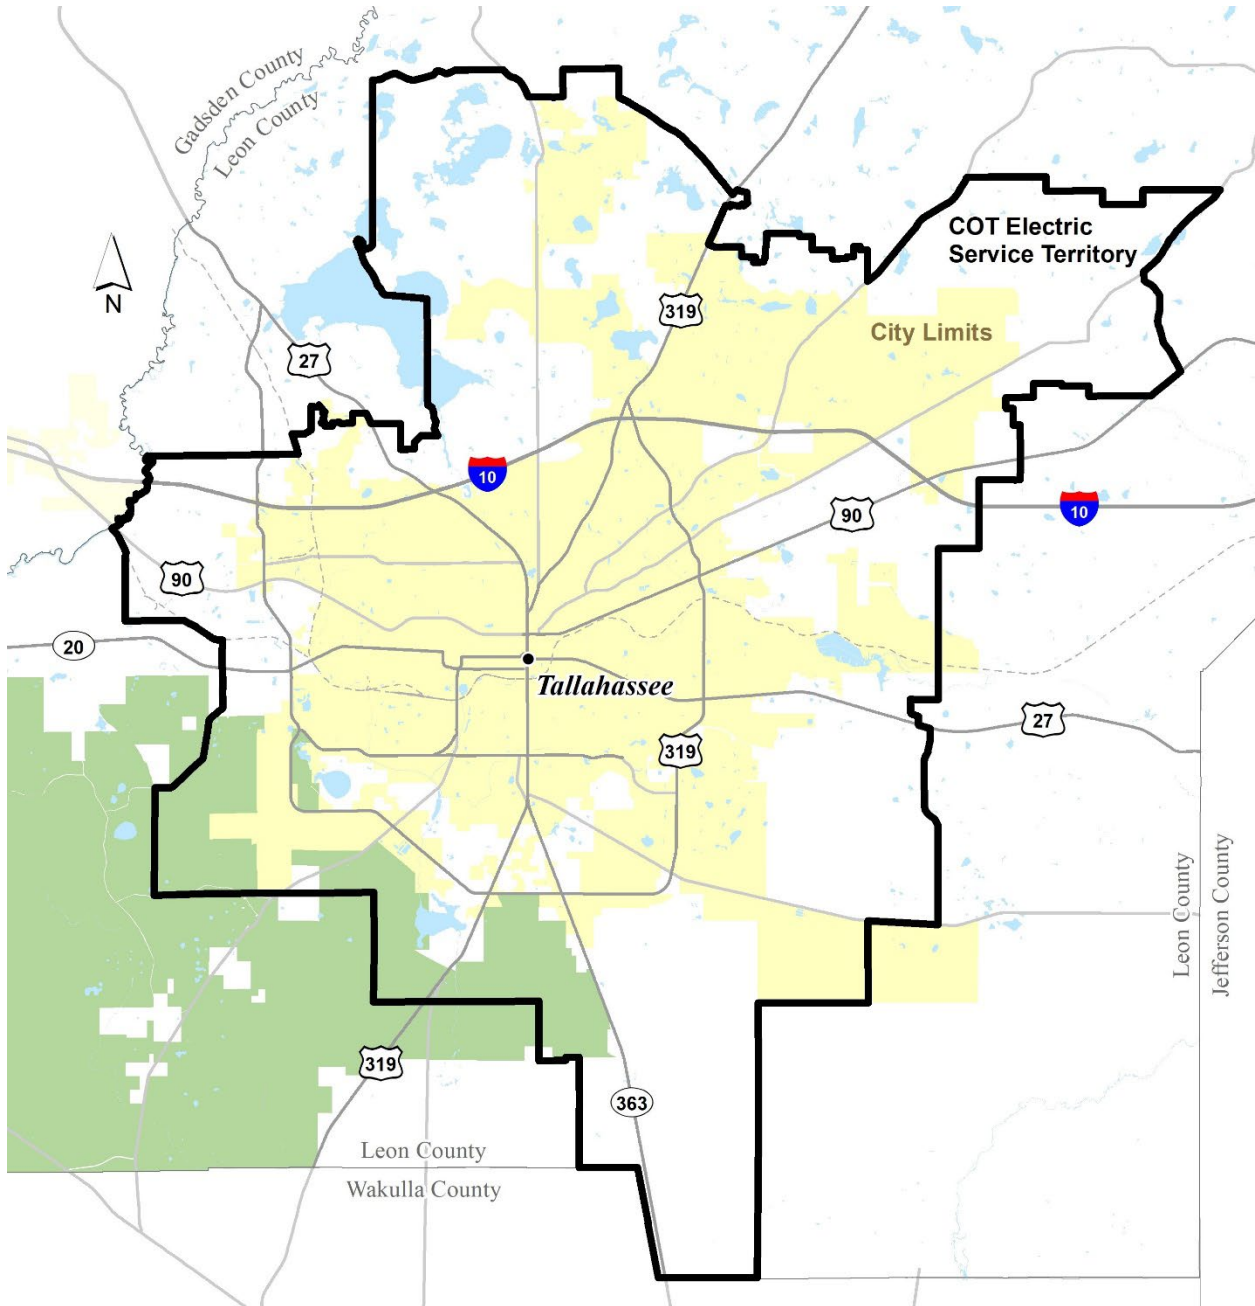 Gadsden County
Leon County
COT Electric
Service Territory
N
319
City Limits
27
10
90
10
90
20
Tallahassee
27
319
Leon County
Jefferson County
319
363
Leon County
Wakulla County